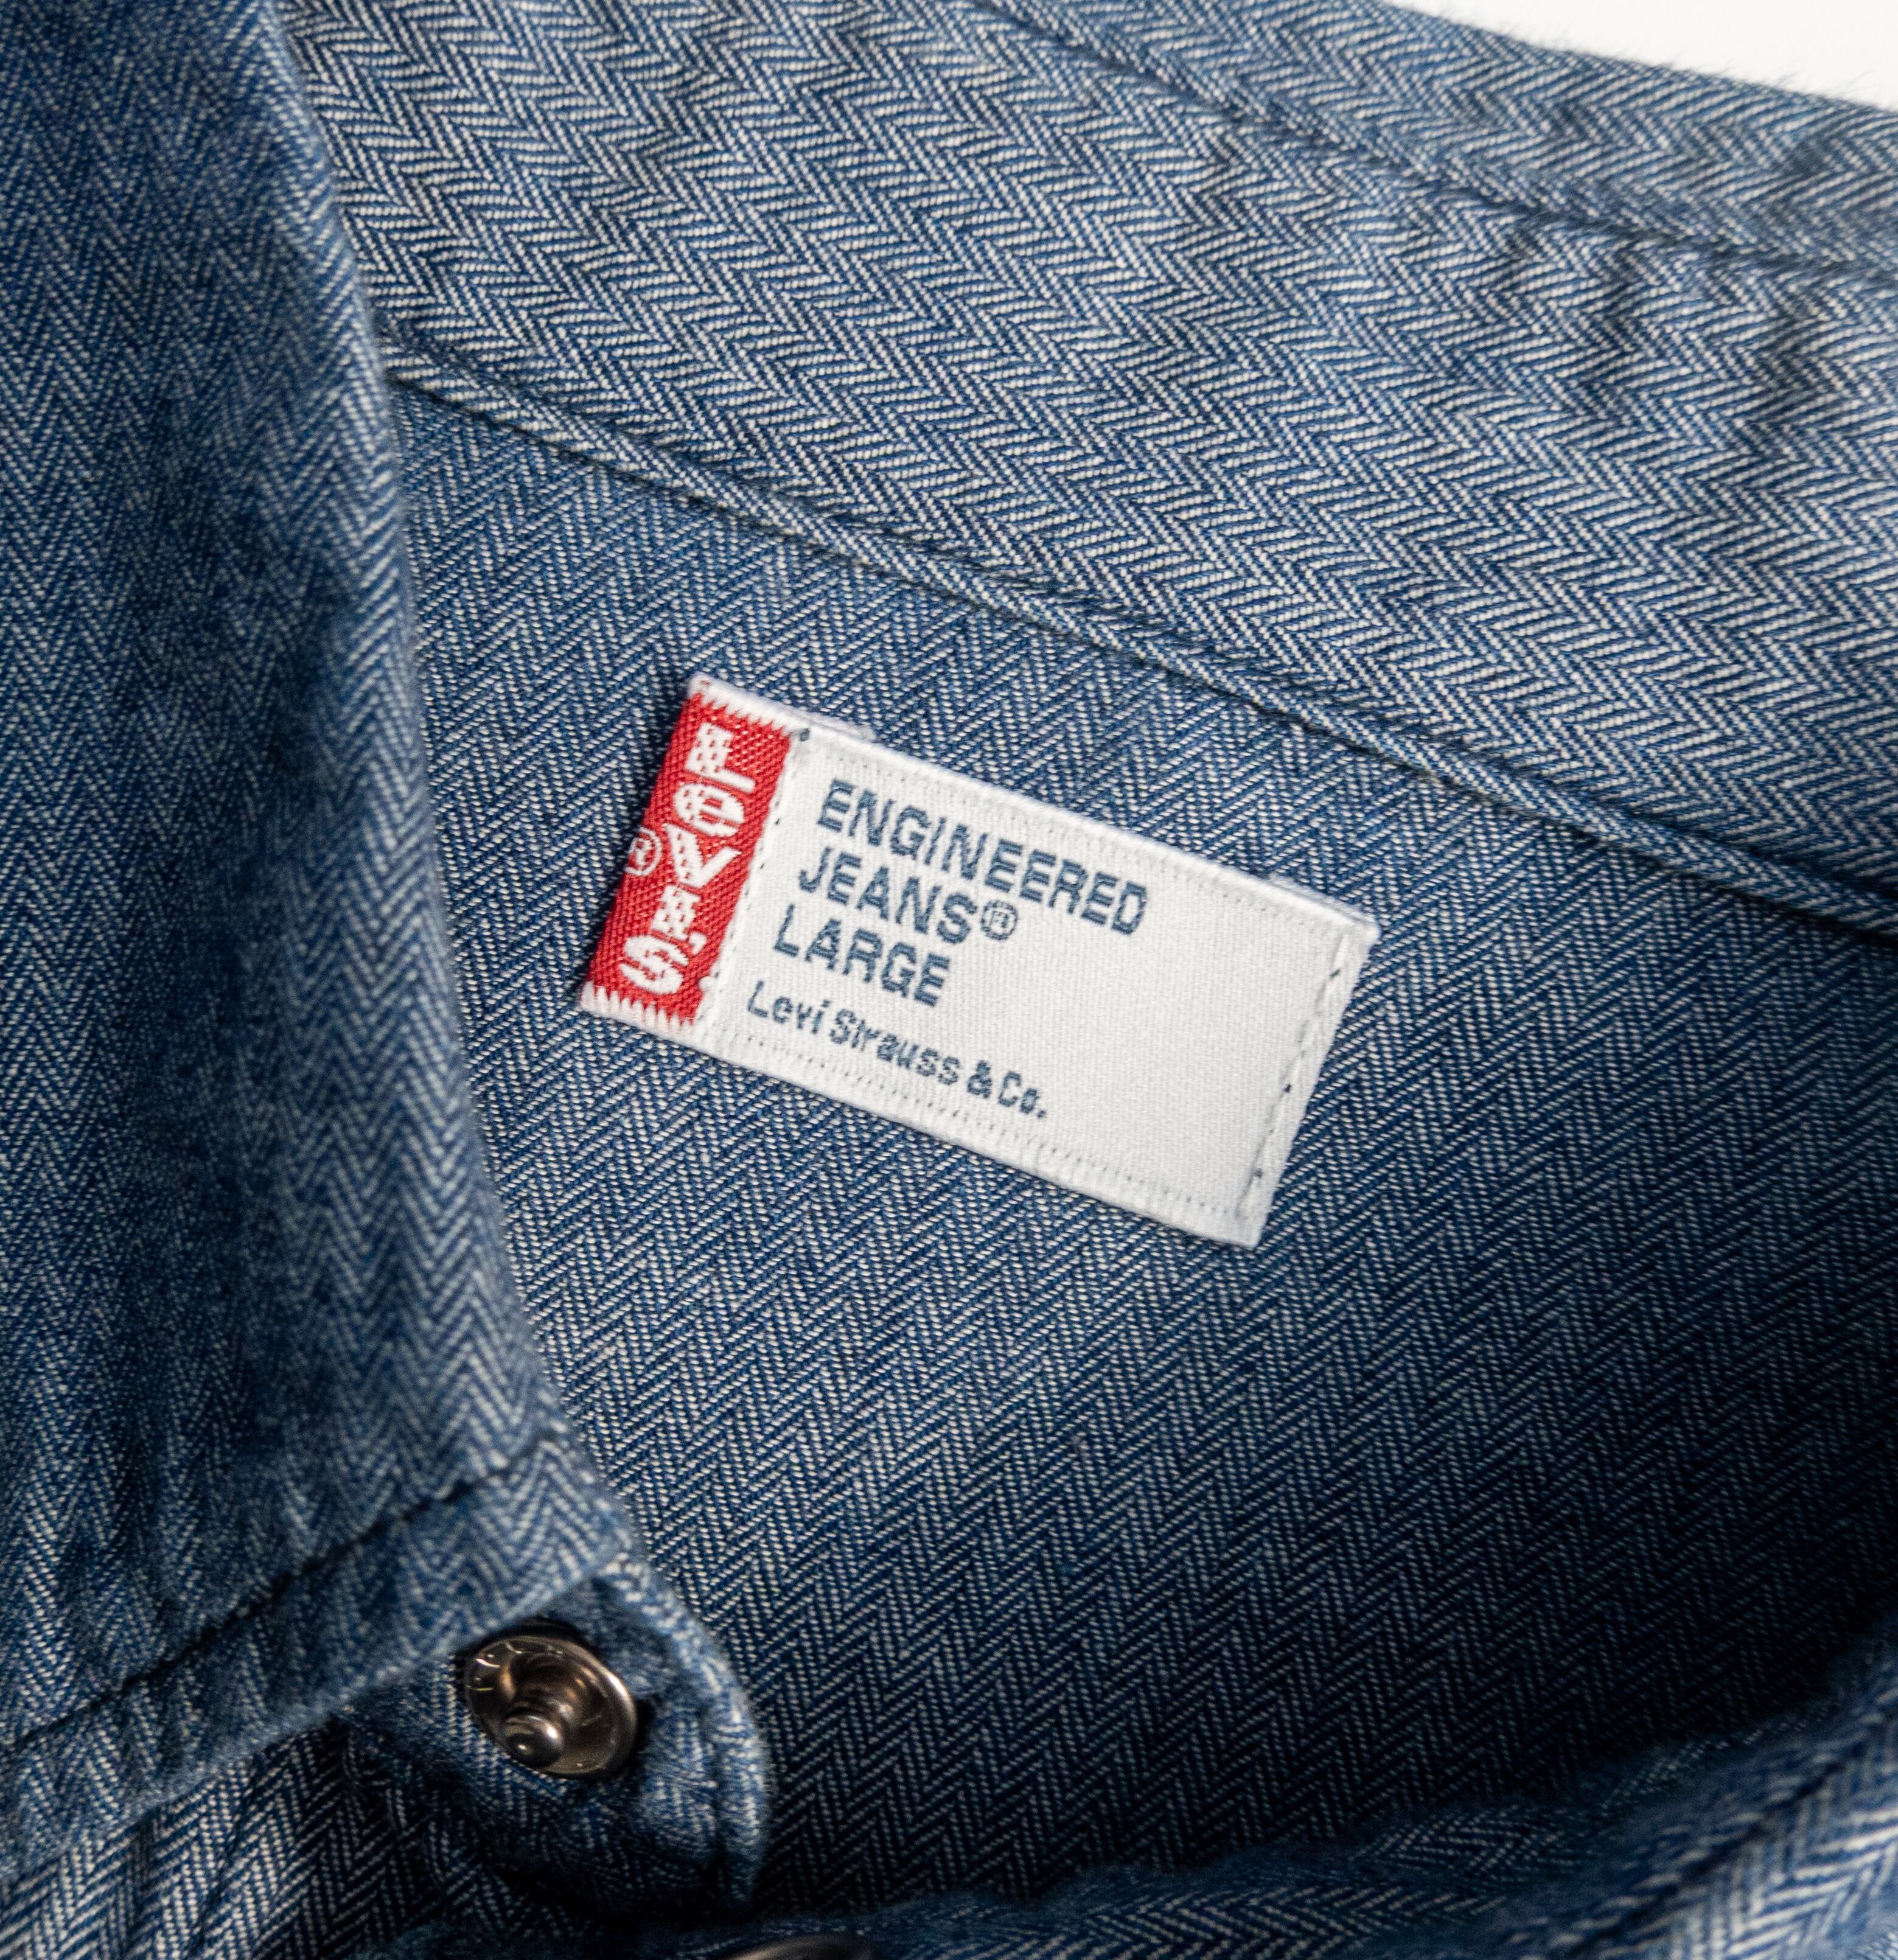 LeVI'S®
ENGINEERED
JEANS®
LARGE
Levi Strauss & Co.